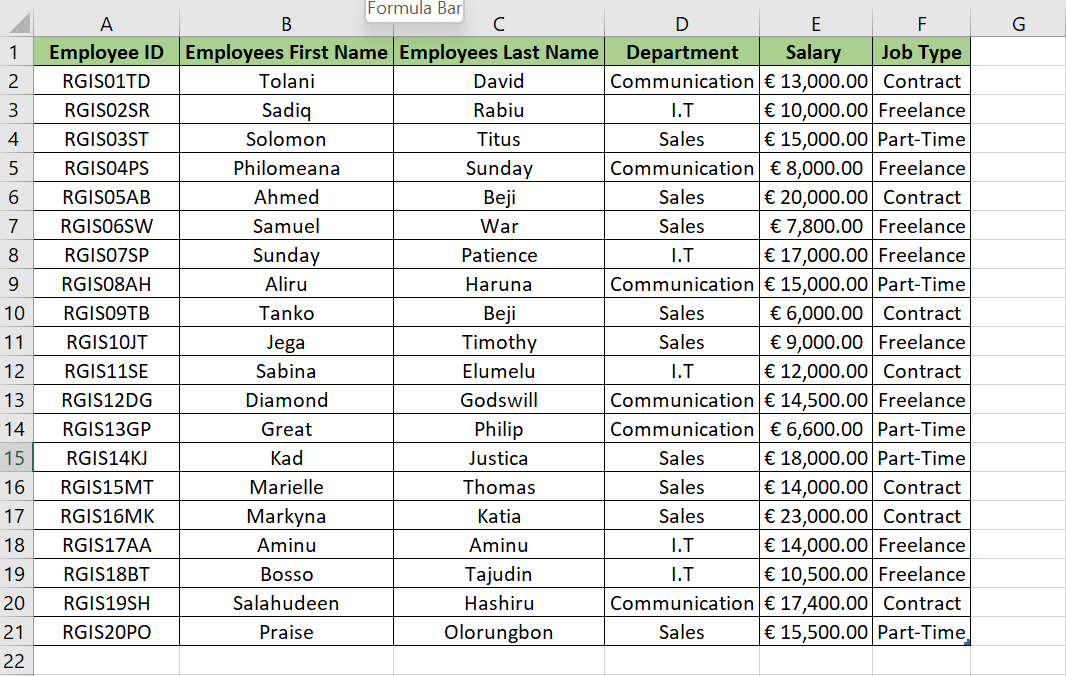 Formula Bar
A B C D E F G
1 Employee ID Employees First Name Employees Last Name Department Salary Job Type
2 RGIS01TD Tolani David Communication € 13,000.00 Contract
3 RGIS02SR Sadiq Rabiu I.T € 10,000.00 Freelance
4 RGIS03ST Solomon Titus Sales € 15,000.00 Part-Time
5 RGIS04PS Philomeana Sunday Communication € 8,000.00 Freelance
6 RGIS05AB Ahmed Beji Sales € 20,000.00 Contract
7 RGIS06SW Samuel War Sales € 7,800.00 Freelance
8 RGIS07SP Sunday Patience I.T € 17,000.00 Freelance
9 RGIS08AH Aliru Haruna Communication € 15,000.00 Part-Time
10 RGIS09TB Tanko Beji Sales € 6,000.00 Contract
11 RGIS10JT Jega Timothy Sales € 9,000.00 Freelance
12 RGIS11SE Sabina Elumelu I.T € 12,000.00 Contract
13 RGIS12DG Diamond Godswill Communication € 14,500.00 Freelance
14 RGIS13GP Great Philip Communication € 6,600.00 Part-Time
15 RGIS14KJ Kad Justica Sales € 18,000.00 Part-Time
16 RGIS15MT Marielle Thomas Sales € 14,000.00 Contract
17 RGIS16MK Markyna Katia Sales € 23,000.00 Contract
18 RGIS17AA Aminu Aminu I.T € 14,000.00 Freelance
19 RGIS18BT Bosso Tajudin I.T € 10,500.00 Freelance
20 RGIS19SH Salahudeen Hashiru Communication € 17,400.00 Contract
21 RGIS20PO Praise Olorungbon Sales € 15,500.00 Part-Time
22